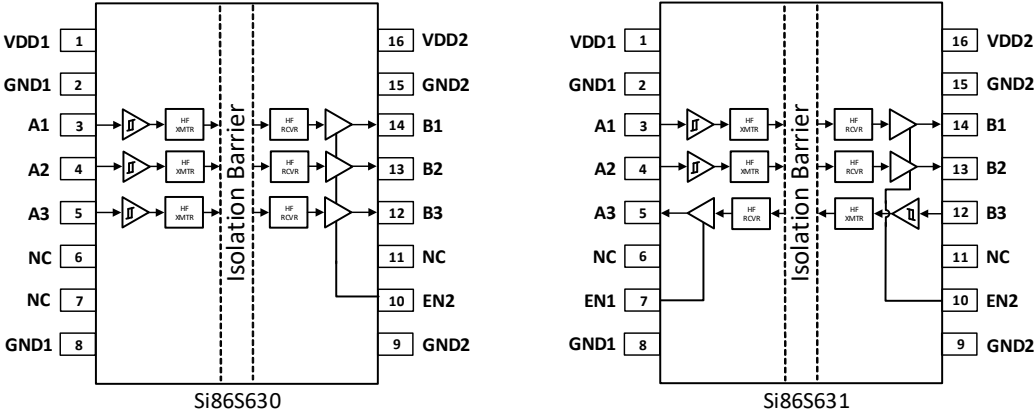 VDD1 1 16 VDD2
GND1 2 15 GND2
A1 3 HF XMTR HF RCVR 14 B1
A2 4 HF XMTR HF RCVR 13 B2
A3 5 HF XMTR HF RCVR 12 B3
NC 6 11 NC
NC 7 10 EN2
GND1 8 9 GND2
Isolation Barrier
Si86S630
VDD1 1 16 VDD2
GND1 2 15 GND2
A1 3 HF XMTR HF RCVR 14 B1
A2 4 HF XMTR HF RCVR 13 B2
A3 5 HF RCVR HF XMTR 12 B3
NC 6 11 NC
EN1 7 10 EN2
GND1 8 9 GND2
Isolation Barrier
Si86S631